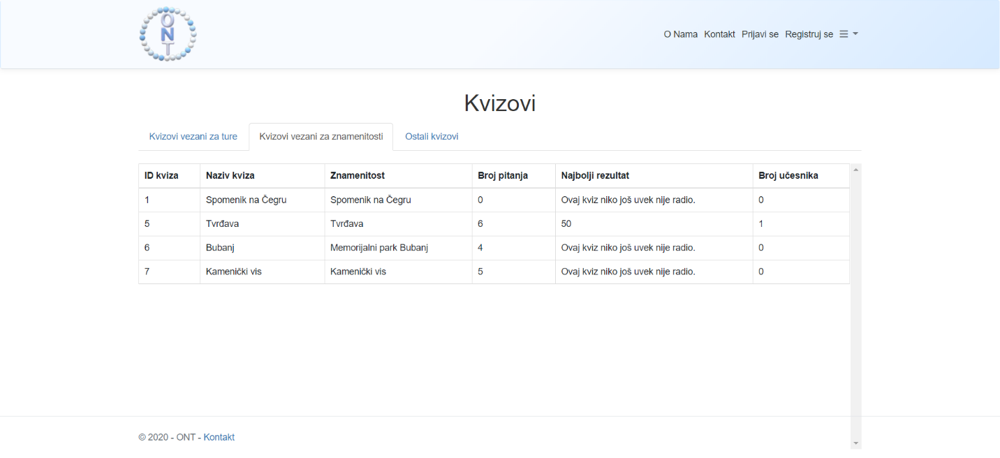 ONT
O Nama Kontakt Prijavi se Registruj se
Kvizovi
Kvizovi vezani za ture Kvizovi vezani za znamenitosti Ostali kvizovi
ID kviza Naziv kviza Znamenitost Broj pitanja Najbolji rezultat Broj učesnika
1 Spomenik na Čegru Spomenik na Čegru 0 Ovaj kviz niko još uvek nije radio. 0
5 Tvrđava Tvrđava 6 50 1
6 Bubanj Memorijalni park Bubanj 4 Ovaj kviz niko još uvek nije radio. 0
7 Kamenički vis Kamenički vis 5 Ovaj kviz niko još uvek nije radio. 0
© 2020 - ONT - Kontakt